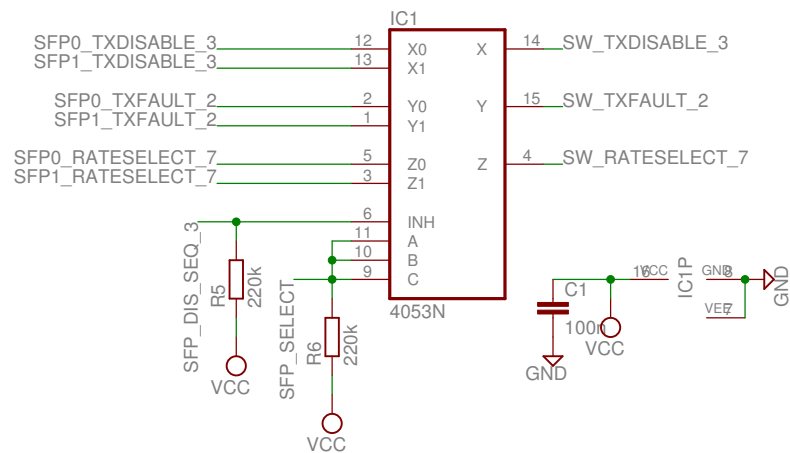 IC1
SFP0_TXDISABLE_3 12 X0 X 14 SW_TXDISABLE_3
SFP1_TXDISABLE_3 13 X1
SFP0_TXFAULT_2 2 Y0 Y 15 SW_TXFAULT_2
SFP1_TXFAULT_2 1 Y1
SFP0_RATESELECT_7 5 Z0 Z 4 SW_RATESELECT_7
SFP1_RATESELECT_7 3 Z1
6 INH
11 A
10 B
9 C
4053N
SFP_DIS_SEQ_3
R5
220k
VCC
SFP_SELECT
R6
220k
VCC
C1
100n
GND
VCC
16 VCC
IC1P
GND 8
VEE 7
GND